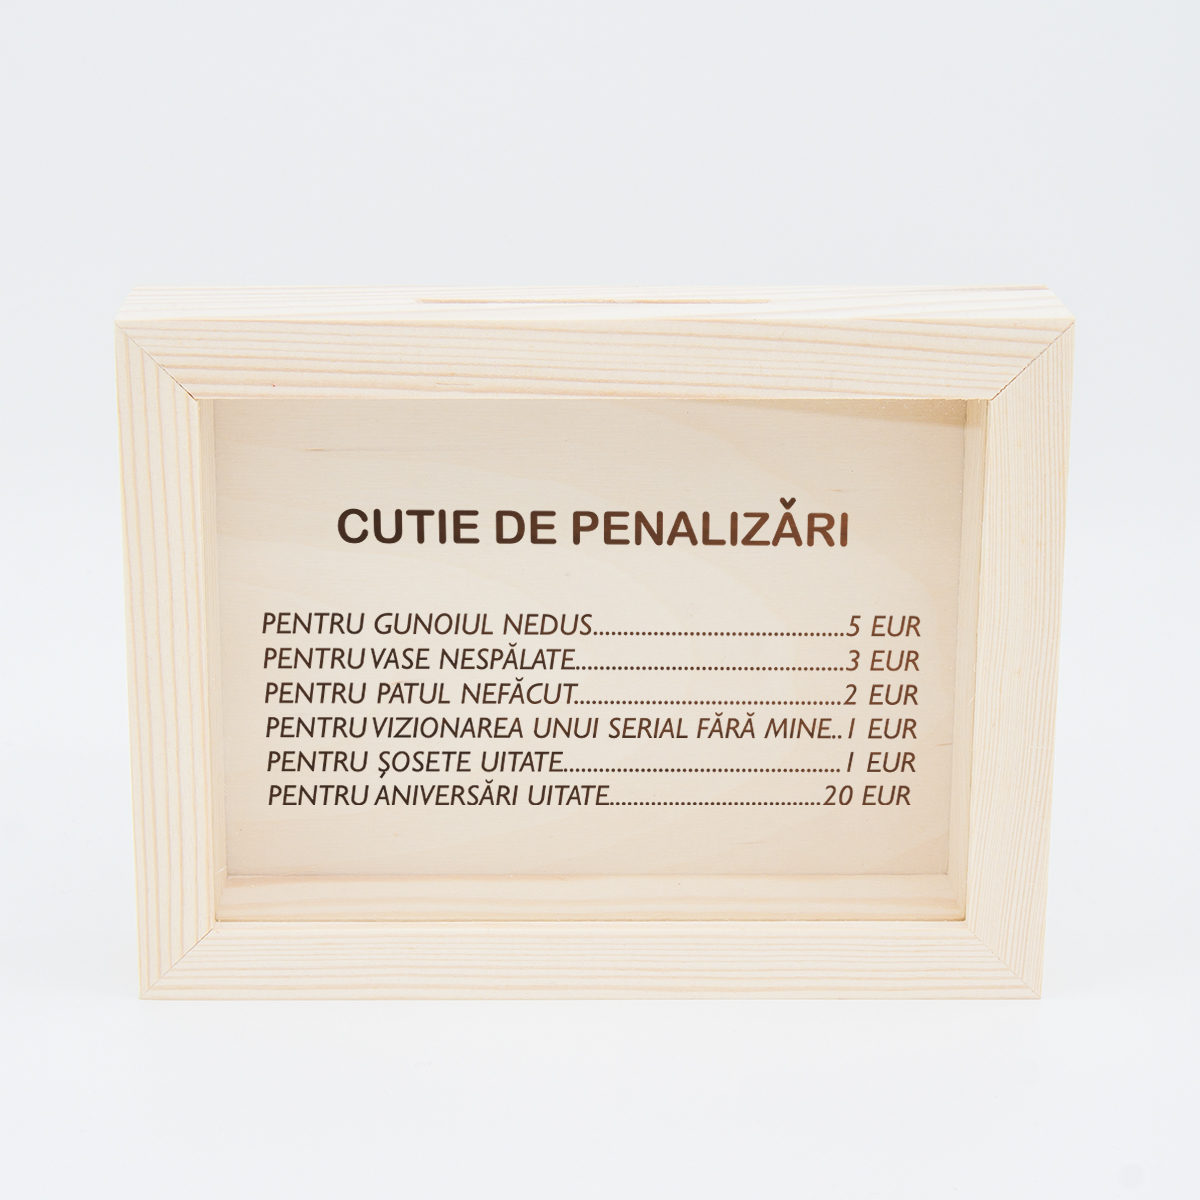 CUTIE DE PENALIZĂRI
PENTRU GUNOIUL NEDUS..........................................5 EUR
PENTRU VASE NESPĂLATE.............................................3 EUR
PENTRU PATUL NEFĂCUT.............................................2 EUR
PENTRU VIZIONAREA UNUI SERIAL FĂRĂ MINE..1 EUR
PENTRU ȘOSETE UITATE..............................................1 EUR
PENTRU ANIVERSĂRI UITATE...................................20 EUR